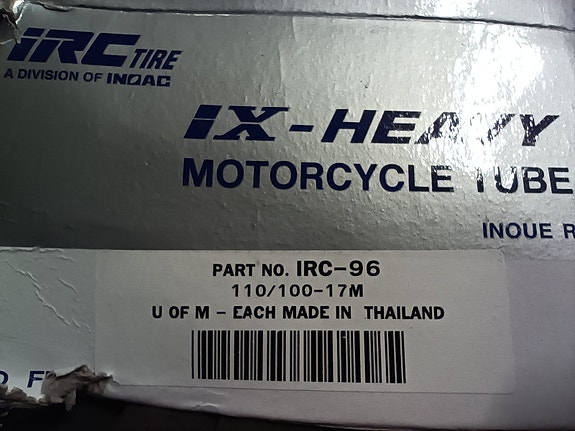 iRC TIRE
A DIVISION OF INOAC
IX-HEAVY
MOTORCYCLE TUBE
INOUE R
PART NO. IRC-96
110/100-17M
U OF M - EACH MADE IN THAILAND